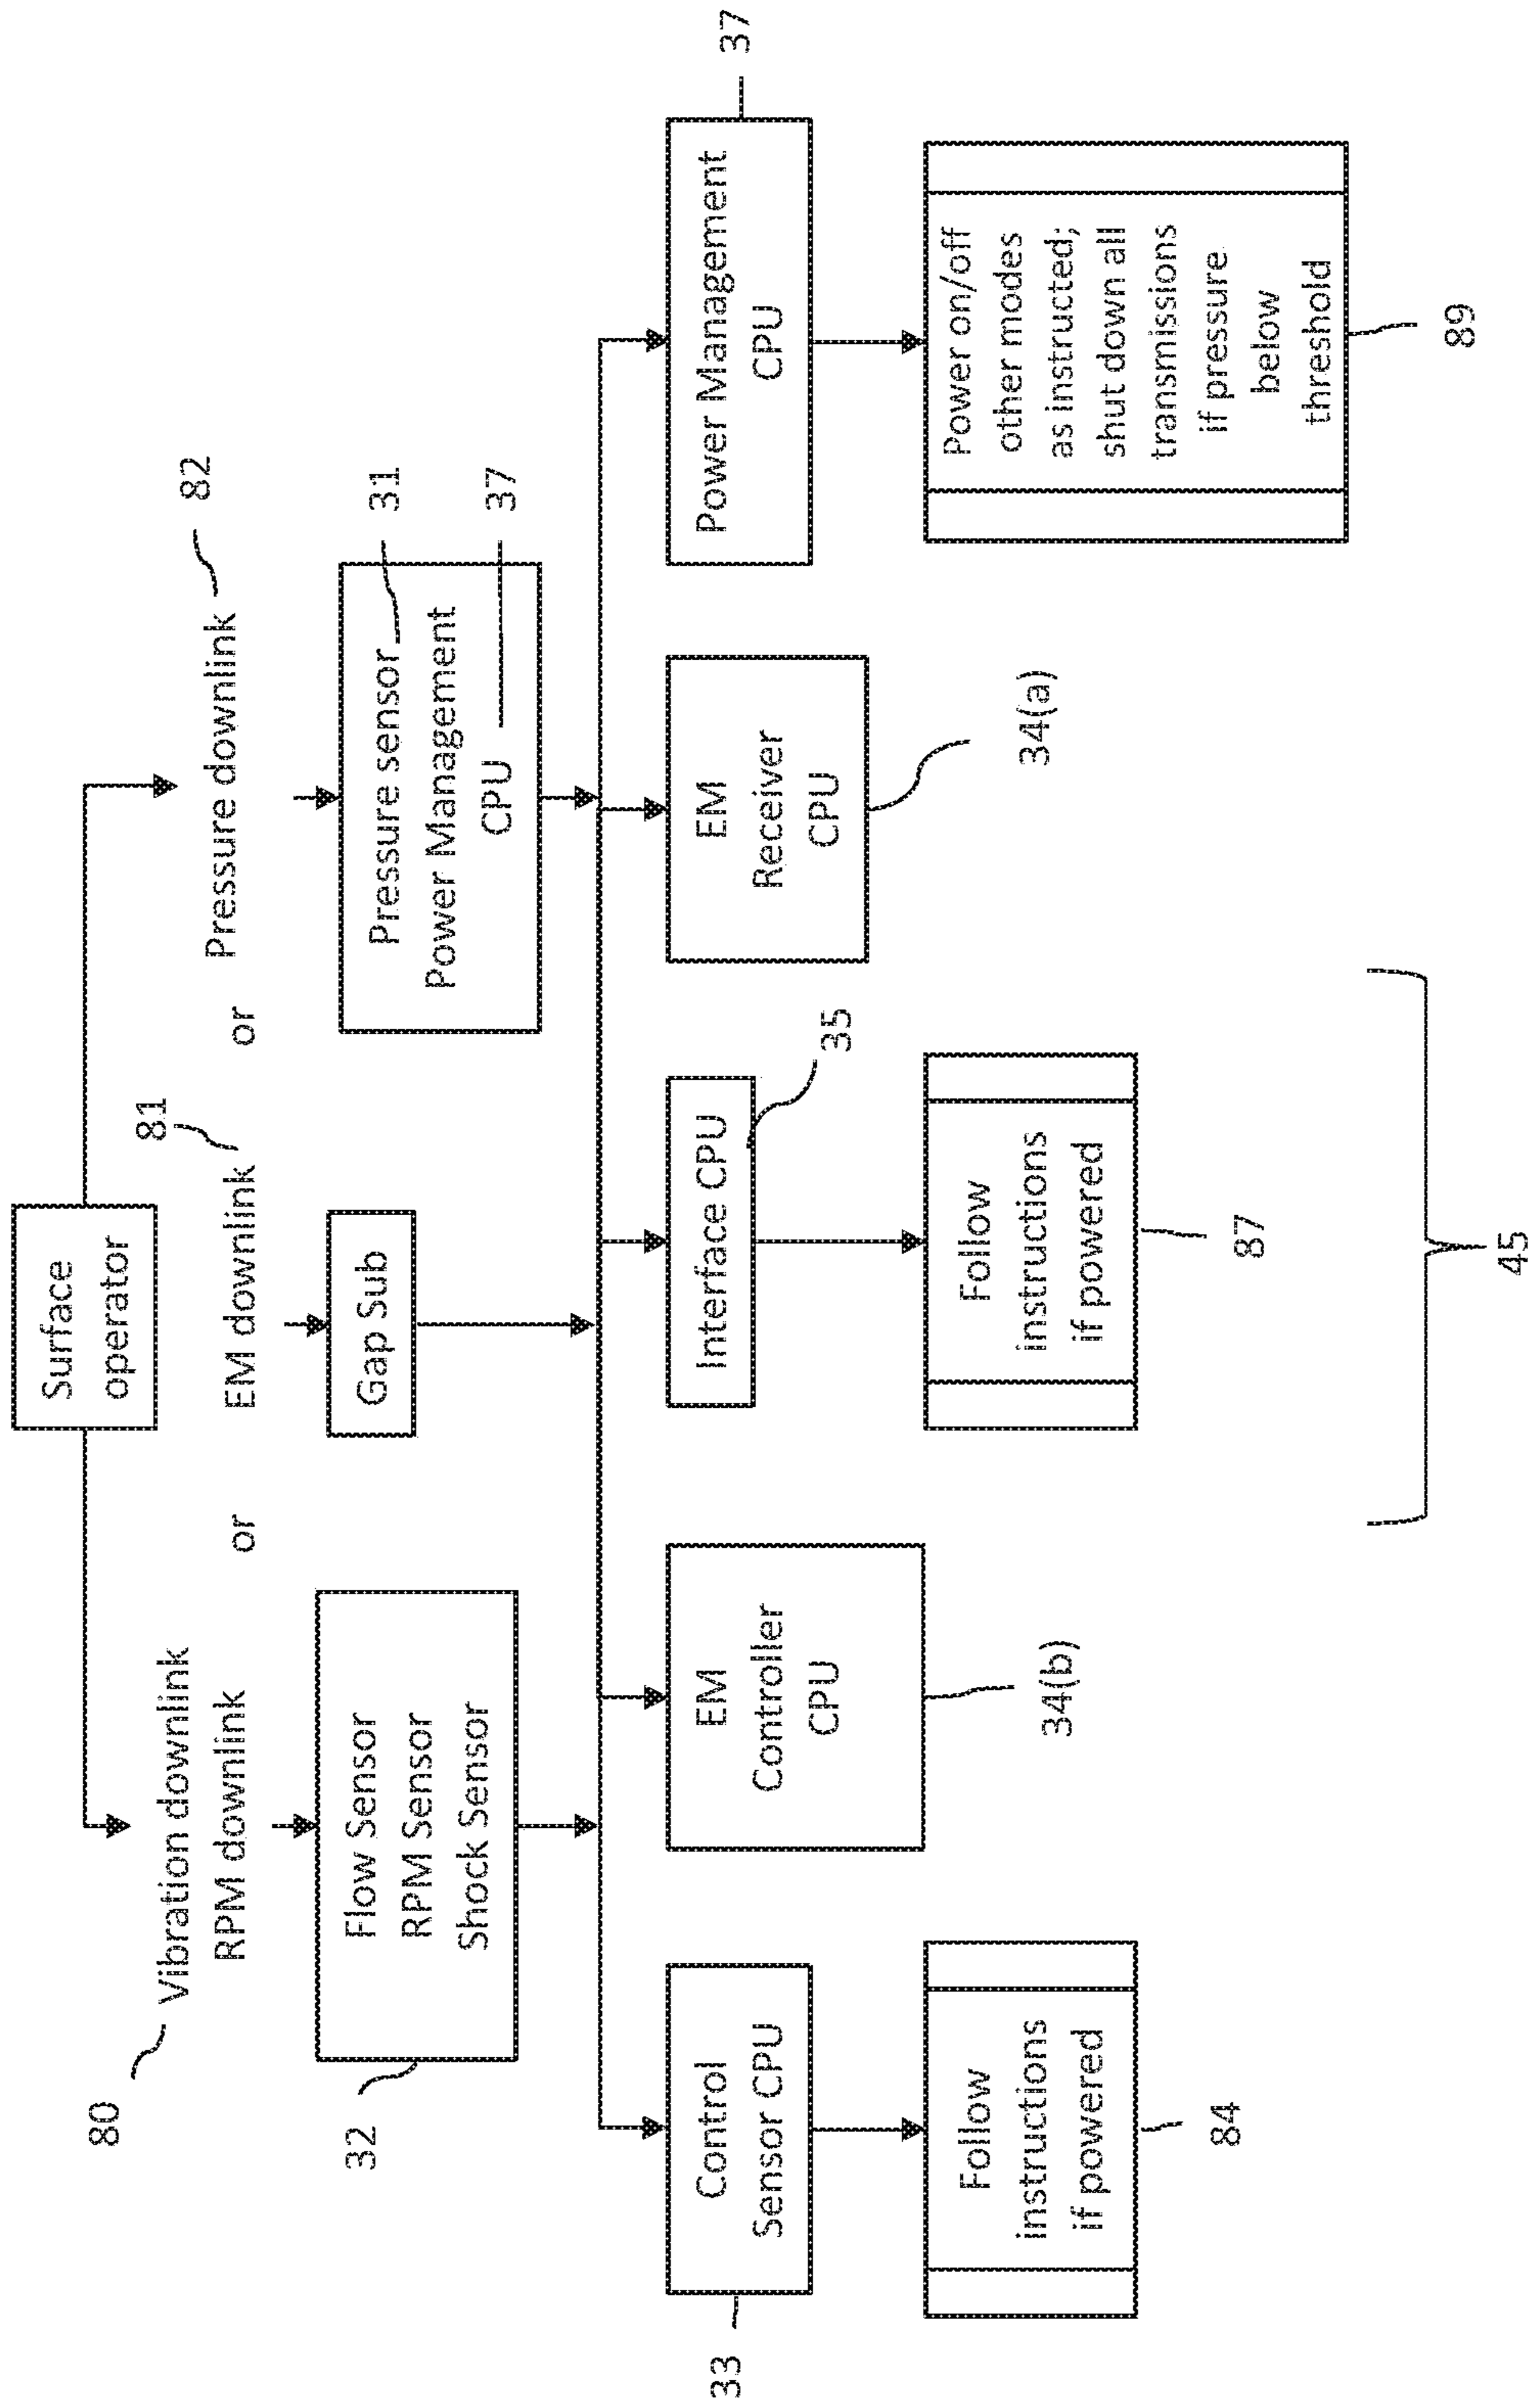 Surface
operator
80
Vibration downlink
RPM downlink
or
81
EM downlink
or
82
Pressure downlink
32
Flow Sensor
RPM Sensor
Shock Sensor
Gap Sub
31
Pressure sensor
Power Management
CPU
37
33
Control
Sensor CPU
EM
Controller
CPU
34(b)
Interface CPU
35
EM
Receiver
CPU
34(a)
Power Management
CPU
37
Follow
instructions
if powered
84
Follow
instructions
if powered
87
Power on/off
other modes
as instructed;
shut down all
transmissions
if pressure
below
threshold
89
45